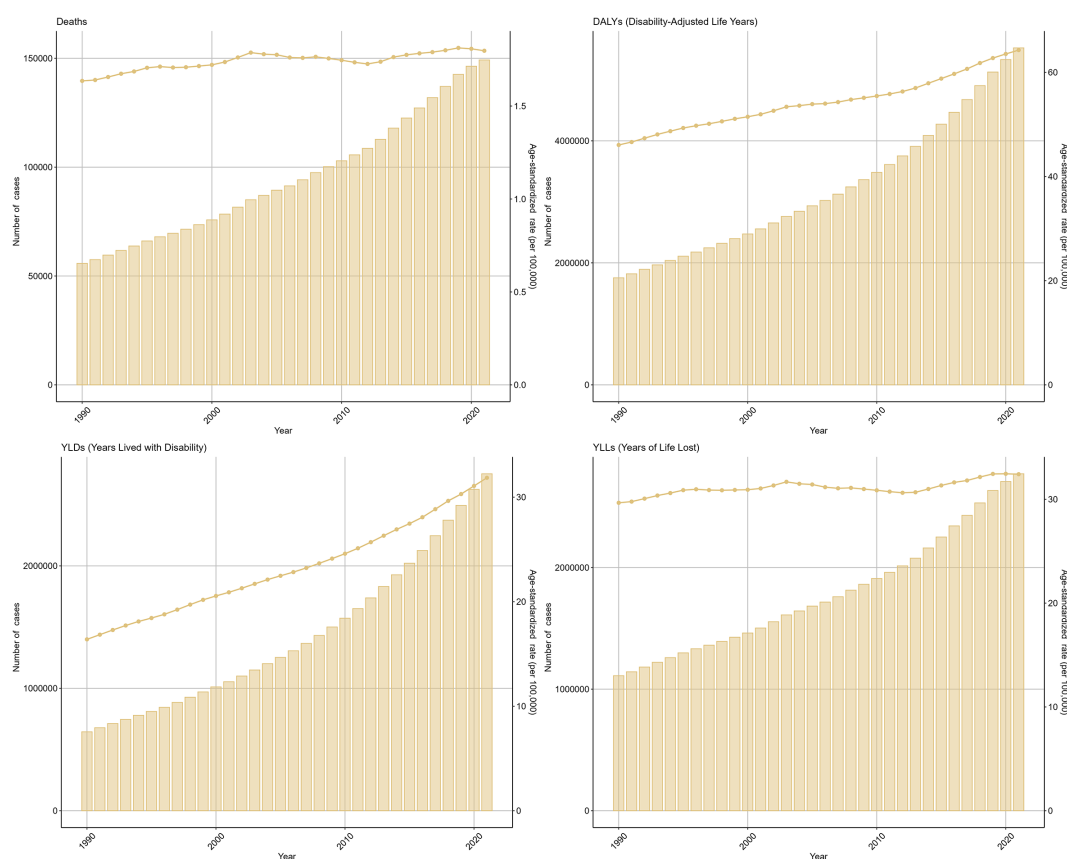 Deaths
Number of cases
150000
100000
50000
0
1.5
1.0
0.5
0.0
Age-standardized rate (per 100,000)
1990
2000
2010
2020
Year
DALYs (Disability-Adjusted Life Years)
Number of cases
4000000
2000000
0
60
40
20
0
Age-standardized rate (per 100,000)
1990
2000
2010
2020
Year
YLDs (Years Lived with Disability)
Number of cases
2000000
1000000
0
30
20
10
0
Age-standardized rate (per 100,000)
1990
2000
2010
2020
Year
YLLs (Years of Life Lost)
Number of cases
2000000
1000000
0
30
20
10
0
Age-standardized rate (per 100,000)
1990
2000
2010
2020
Year